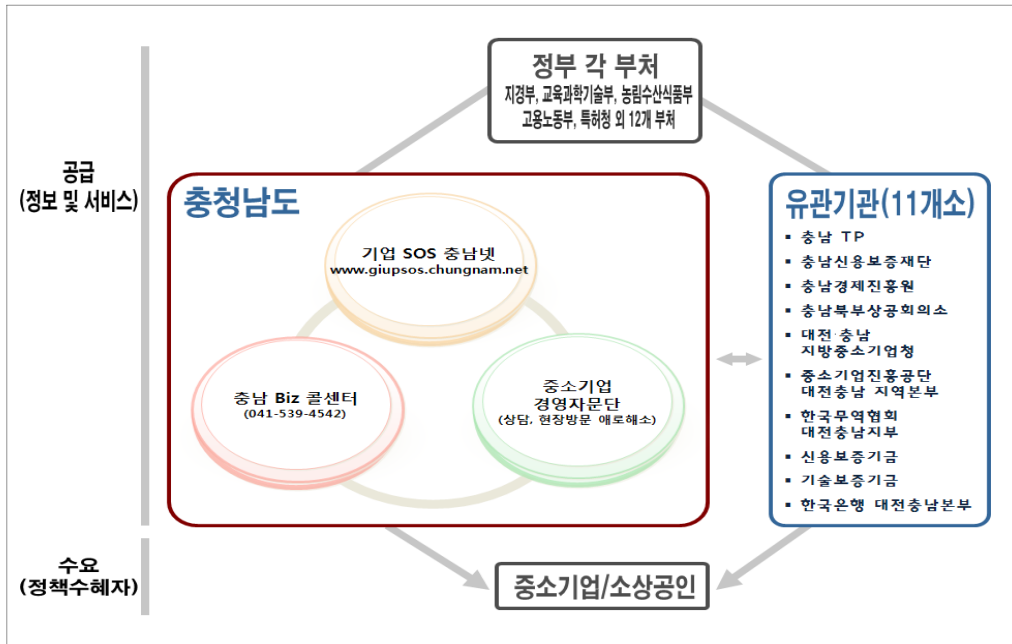 정부 각 부처
지경부, 교육과학기술부, 농림수산식품부
고용노동부, 특허청 외 12개 부처
공급
(정보 및 서비스)
충청남도
기업 SOS 충남넷
www.giupsos.chungnam.net
충남 Biz 콜센터
(041-539-4542)
중소기업
경영자문단
(상담, 현장방문 애로해소)
유관기관(11개소)
▪ 충남 TP
▪ 충남신용보증재단
▪ 충남경제진흥원
▪ 충남북부상공회의소
▪ 대전·충남
지방중소기업청
▪ 중소기업진흥공단
대전충남 지역본부
▪ 한국무역협회
대전충남지부
▪ 신용보증기금
▪ 기술보증기금
▪ 한국은행 대전충남본부
수요
(정책수혜자)
중소기업/소상공인